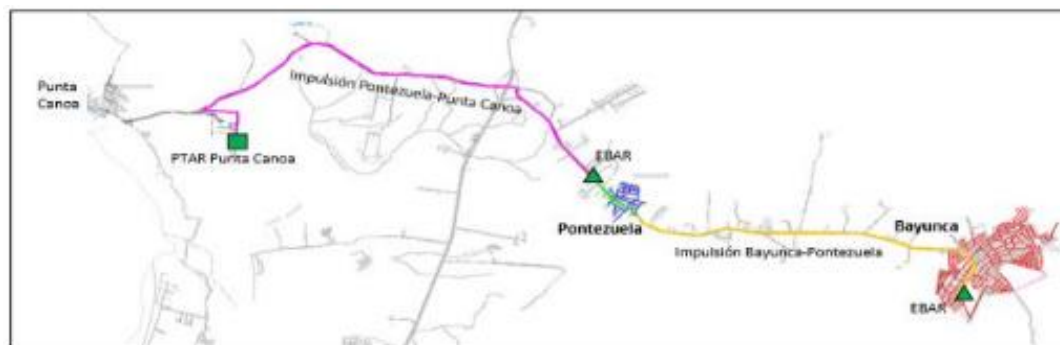 Punta
Canoa
Impulsión Pontezuela-Punta Canoa
PTAR Punta Canoa
EBAR
Pontezuela
Bayunca
Impulsión Bayunca-Pontezuela
EBAR